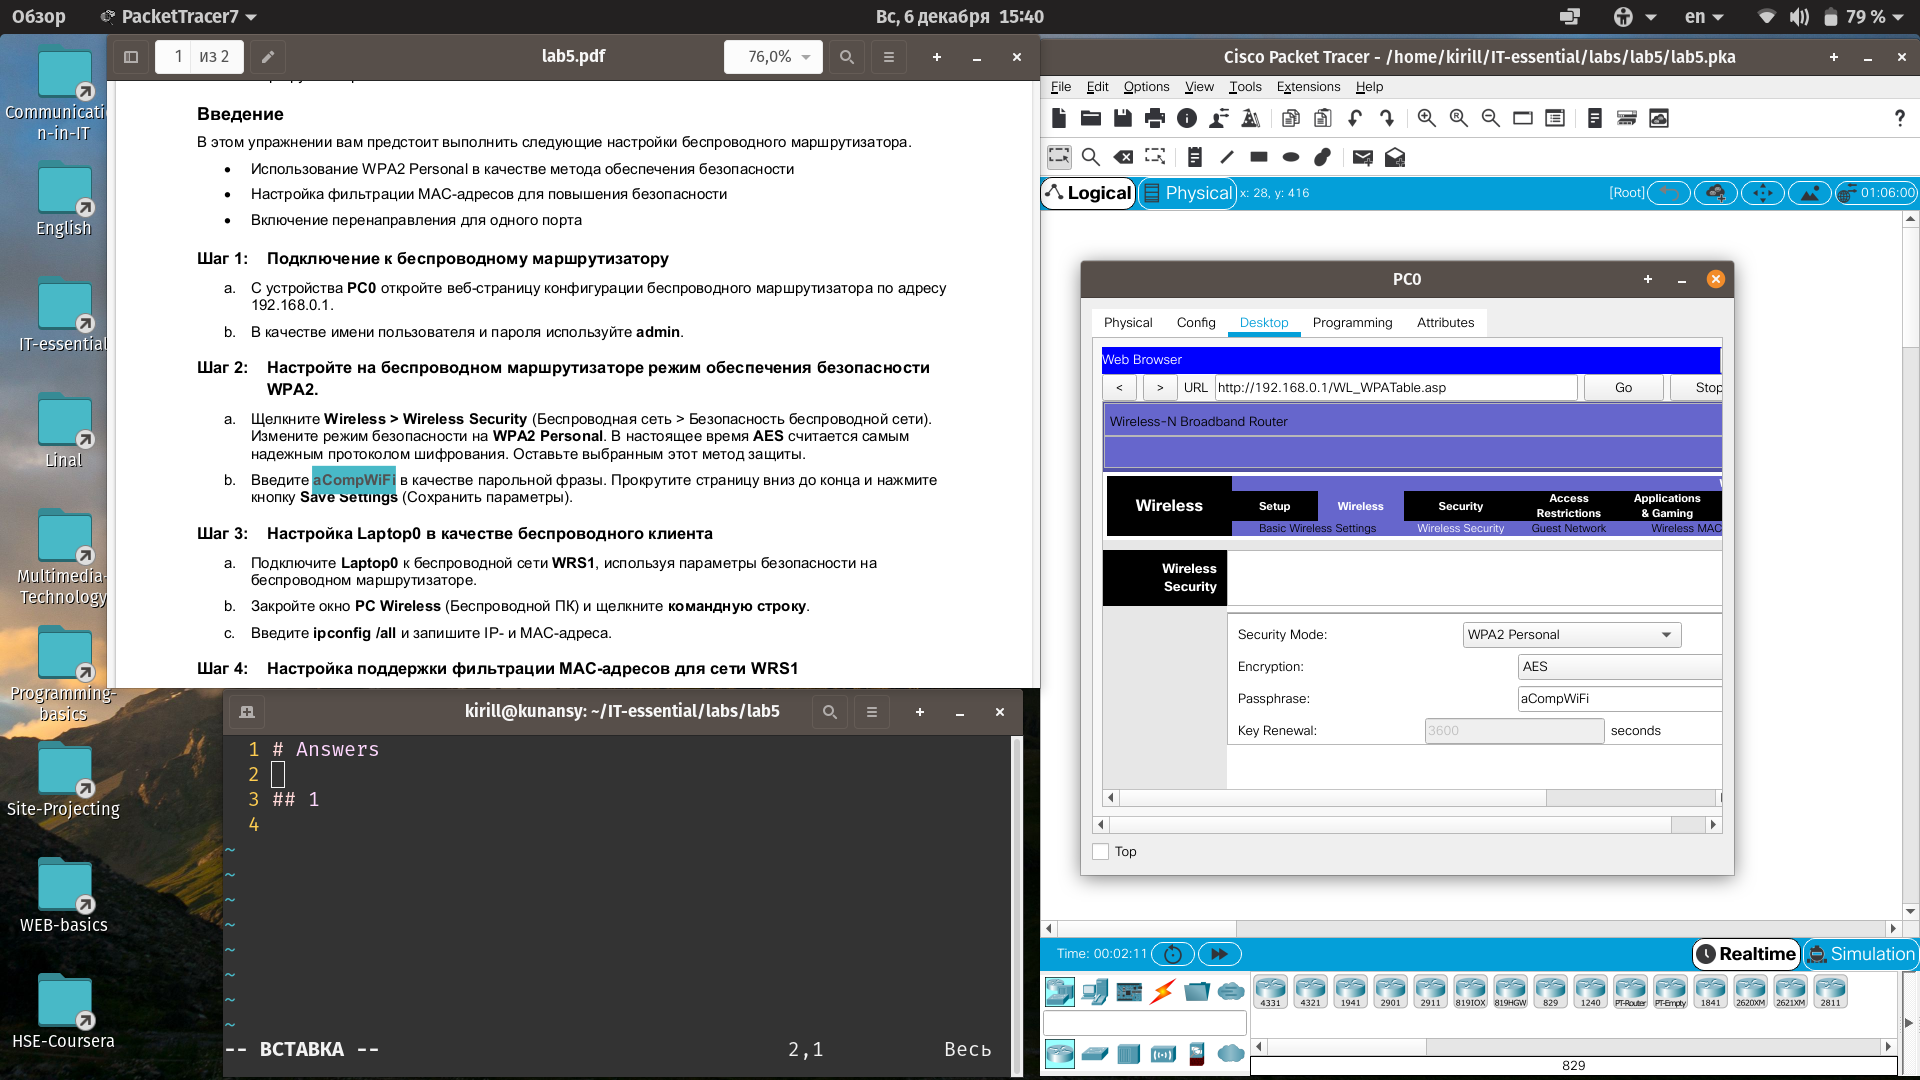 Обзор
PacketTracer7
Вс, 6 декабря 15:40
en
79 %
Communicatio
n-in-IT
English
IT-essential
Linal
Multimedia-
Technology
Programming-
basics
Site-Projecting
WEB-basics
HSE-Coursera
1 из 2
lab5.pdf
76,0%
Введение
В этом упражнении вам предстоит выполнить следующие настройки беспроводного маршрутизатора.
• Использование WPA2 Personal в качестве метода обеспечения безопасности
• Настройка фильтрации MAC-адресов для повышения безопасности
• Включение перенаправления для одного порта
Шаг 1: Подключение к беспроводному маршрутизатору
a. С устройства PC0 откройте веб-страницу конфигурации беспроводного маршрутизатора по адресу
192.168.0.1.
b. В качестве имени пользователя и пароля используйте admin.
Шаг 2: Настройте на беспроводном маршрутизаторе режим обеспечения безопасности
WPA2.
a. Щелкните Wireless > Wireless Security (Беспроводная сеть > Безопасность беспроводной сети).
Измените режим безопасности на WPA2 Personal. В настоящее время AES считается самым
надежным протоколом шифрования. Оставьте выбранным этот метод защиты.
b. Введите aCompWiFi в качестве парольной фразы. Прокрутите страницу вниз до конца и нажмите
кнопку Save Settings (Сохранить параметры).
Шаг 3: Настройка Laptop0 в качестве беспроводного клиента
a. Подключите Laptop0 к беспроводной сети WRS1, используя параметры безопасности на
беспроводном маршрутизаторе.
b. Закройте окно PC Wireless (Беспроводной ПК) и щелкните командную строку.
c. Введите ipconfig /all и запишите IP- и MAC-адреса.
Шаг 4: Настройка поддержки фильтрации MAC-адресов для сети WRS1
kirill@kunansy: ~/IT-essential/labs/lab5
1 # Answers
2
3 ## 1
4
~
~
~
~
~
~
~
~
-- ВСТАВКА --
2,1
Весь
Cisco Packet Tracer - /home/kirill/IT-essential/labs/lab5/lab5.pka
File Edit Options View Tools Extensions Help
?
Logical
Physical
x: 28, y: 416
[Root]
01:06:00
PC0
Physical Config Desktop Programming Attributes
Web Browser
< > URL http://192.168.0.1/WL_WPATable.asp Go Stop
Wireless-N Broadband Router
Wireless
Setup Wireless Security Access Restrictions Applications & Gaming
Basic Wireless Settings Wireless Security Guest Network Wireless MAC
Wireless
Security
Security Mode: WPA2 Personal
Encryption: AES
Passphrase: aCompWiFi
Key Renewal: 3600 seconds
Top
Time: 00:02:11
Realtime
Simulation
4331 4321 1941 2901 2911 819IOX 819HGW 829 1240 PT-Router PT-Empty 1841 2620XM 2621XM 2811
829